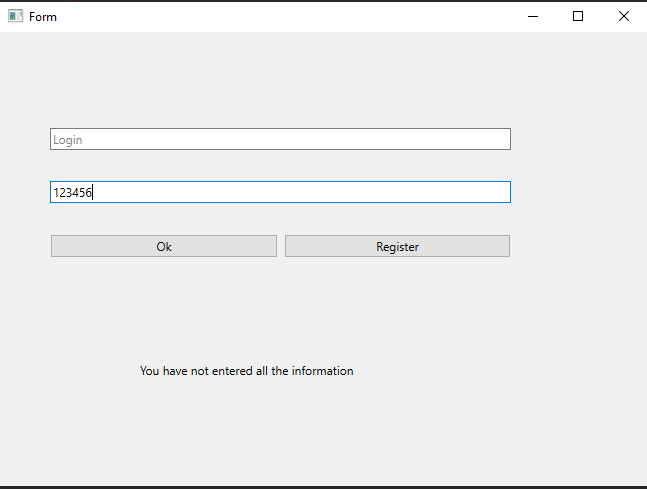 Form
Login
123456
Ok Register
You have not entered all the information